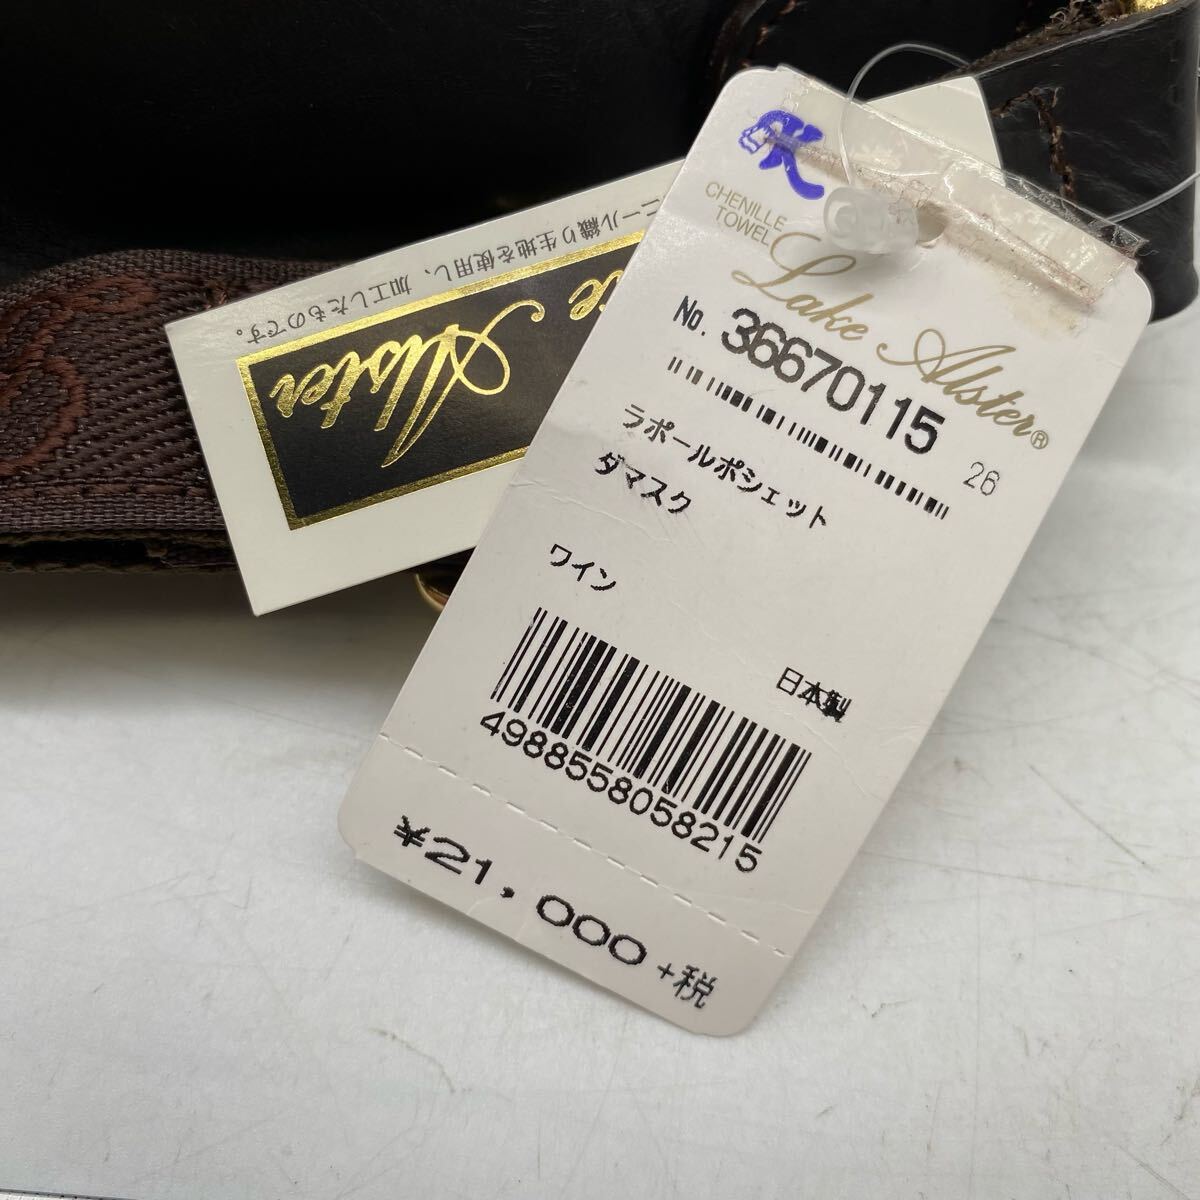 K
CHENILLE
TOWEL
Lake Alster®
No. 36670115
26
ラポールポシェット
ダマスク
ワイン
日本製
4988558058215
¥21,000 +税
ニール織り生地を使用し、加工したものです。
Alster